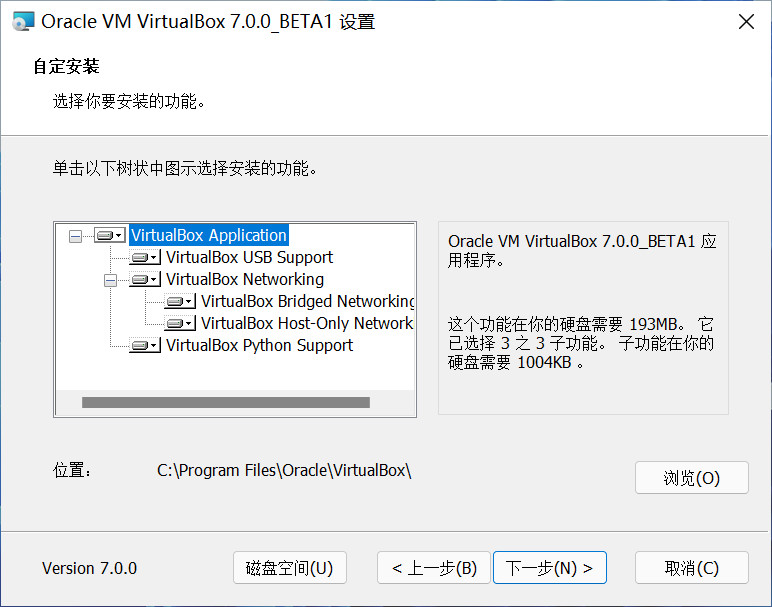 Oracle VM VirtualBox 7.0.0_BETA1 设置
自定安装
选择你要安装的功能。
单击以下树状中图示选择安装的功能。
VirtualBox Application
VirtualBox USB Support
VirtualBox Networking
VirtualBox Bridged Networking
VirtualBox Host-Only Network
VirtualBox Python Support
Oracle VM VirtualBox 7.0.0_BETA1 应
用程序。
这个功能在你的硬盘需要 193MB。 它
已选择 3 之 3 子功能。 子功能在你的
硬盘需要 1004KB 。
位置：
C:\Program Files\Oracle\VirtualBox\
浏览(O)
Version 7.0.0
磁盘空间(U)
< 上一步(B)
下一步(N) >
取消(C)